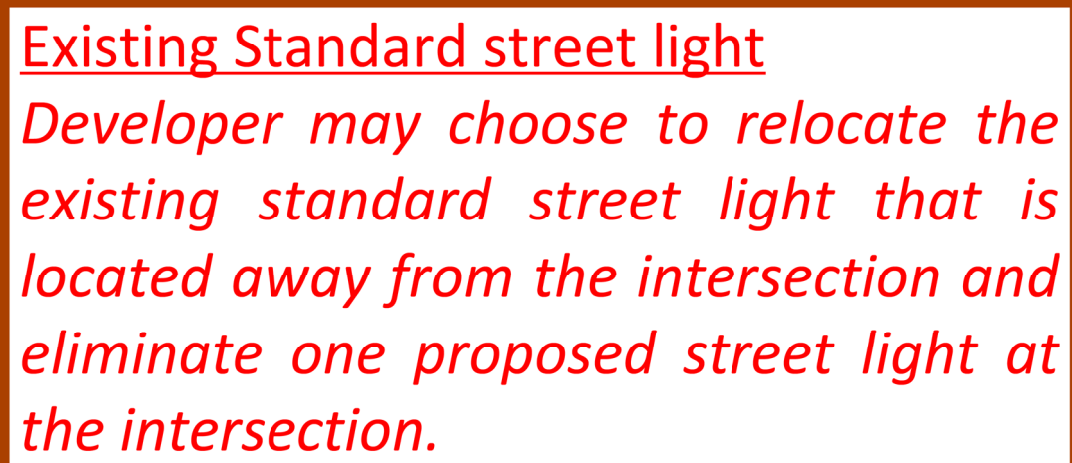 Existing Standard street light
Developer may choose to relocate the
existing standard street light that is
located away from the intersection and
eliminate one proposed street light at
the intersection.